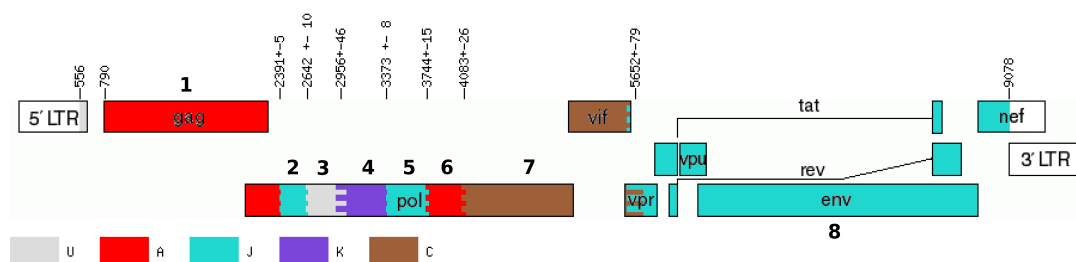 556
790
2391+-5
2642 +- 10
2956+-46
3373 +- 8
3744+-15
4083+-26
5652+-79
9078
1
5′ LTR
gag
vif
tat
nef
vpu
3′ LTR
2 3 4 5 6 7
rev
pol
vpr
env
8
U A J K C